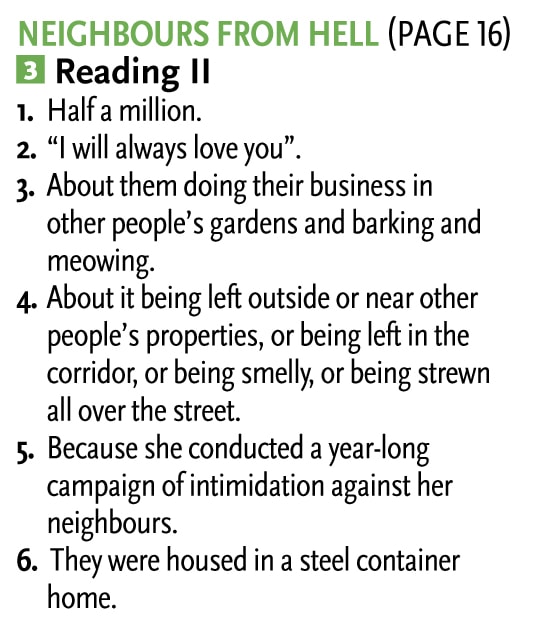 NEIGHBOURS FROM HELL (PAGE 16)
3 Reading II
1. Half a million.
2. “I will always love you”.
3. About them doing their business in
other people’s gardens and barking and
meowing.
4. About it being left outside or near other
people’s properties, or being left in the
corridor, or being smelly, or being strewn
all over the street.
5. Because she conducted a year-long
campaign of intimidation against her
neighbours.
6. They were housed in a steel container
home.